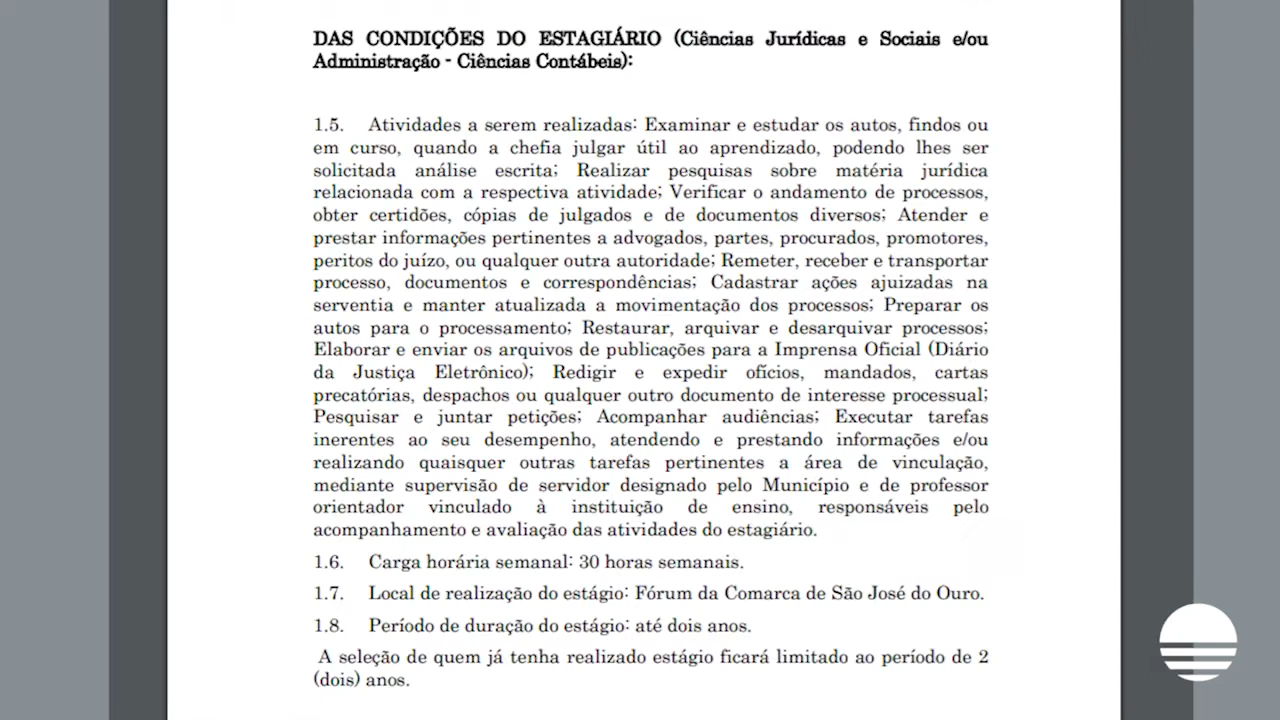 DAS CONDIÇÕES DO ESTAGIÁRIO (Ciências Jurídicas e Sociais e/ou
Administração - Ciências Contábeis):
1.5. Atividades a serem realizadas: Examinar e estudar os autos, findos ou
em curso, quando a chefia julgar útil ao aprendizado, podendo lhes ser
solicitada análise escrita; Realizar pesquisas sobre matéria jurídica
relacionada com a respectiva atividade; Verificar o andamento de processos,
obter certidões, cópias de julgados e de documentos diversos; Atender e
prestar informações pertinentes a advogados, partes, procurados, promotores,
peritos do juízo, ou qualquer outra autoridade; Remeter, receber e transportar
processo, documentos e correspondências; Cadastrar ações ajuizadas na
serventia e manter atualizada a movimentação dos processos; Preparar os
autos para o processamento; Restaurar, arquivar e desarquivar processos;
Elaborar e enviar os arquivos de publicações para a Imprensa Oficial (Diário
da Justiça Eletrônico); Redigir e expedir ofícios, mandados, cartas
precatórias, despachos ou qualquer outro documento de interesse processual;
Pesquisar e juntar petições; Acompanhar audiências; Executar tarefas
inerentes ao seu desempenho, atendendo e prestando informações e/ou
realizando quaisquer outras tarefas pertinentes a área de vinculação,
mediante supervisão de servidor designado pelo Município e de professor
orientador vinculado à instituição de ensino, responsáveis pelo
acompanhamento e avaliação das atividades do estagiário.
1.6. Carga horária semanal: 30 horas semanais.
1.7. Local de realização do estágio: Fórum da Comarca de São José do Ouro.
1.8. Período de duração do estágio: até dois anos.
A seleção de quem já tenha realizado estágio ficará limitado ao período de 2
(dois) anos.